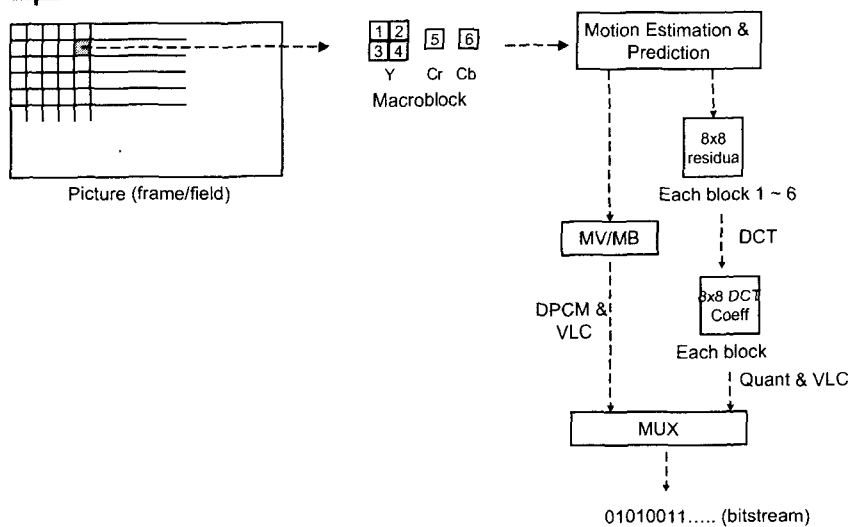 1 2
3 4
5
6
Y Cr Cb
Macroblock
Picture (frame/field)
Motion Estimation &
Prediction
8x8
residua
Each block 1 ~ 6
MV/MB
DCT
DPCM &
VLC
8x8 DCT
Coeff
Each block
Quant & VLC
MUX
01010011..... (bitstream)